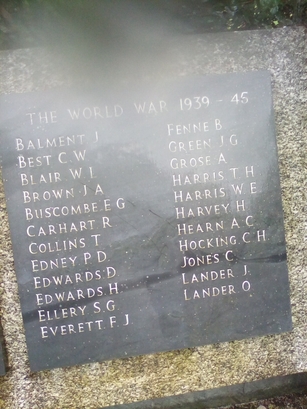 THE WORLD WAR 1939 - 45
BALMENT J
BEST C W
BLAIR W L
BROWN J A
BUSCOMBE E G
CARHART R
COLLINS T
EDNEY P D
EDWARDS D
EDWARDS H
ELLERY S G
EVERETT F J
FENNE B
GREEN J G
GROSE A
HARRIS T H
HARRIS W E
HARVEY H
HEARN A C
HOCKING C H
JONES C
LANDER J
LANDER O